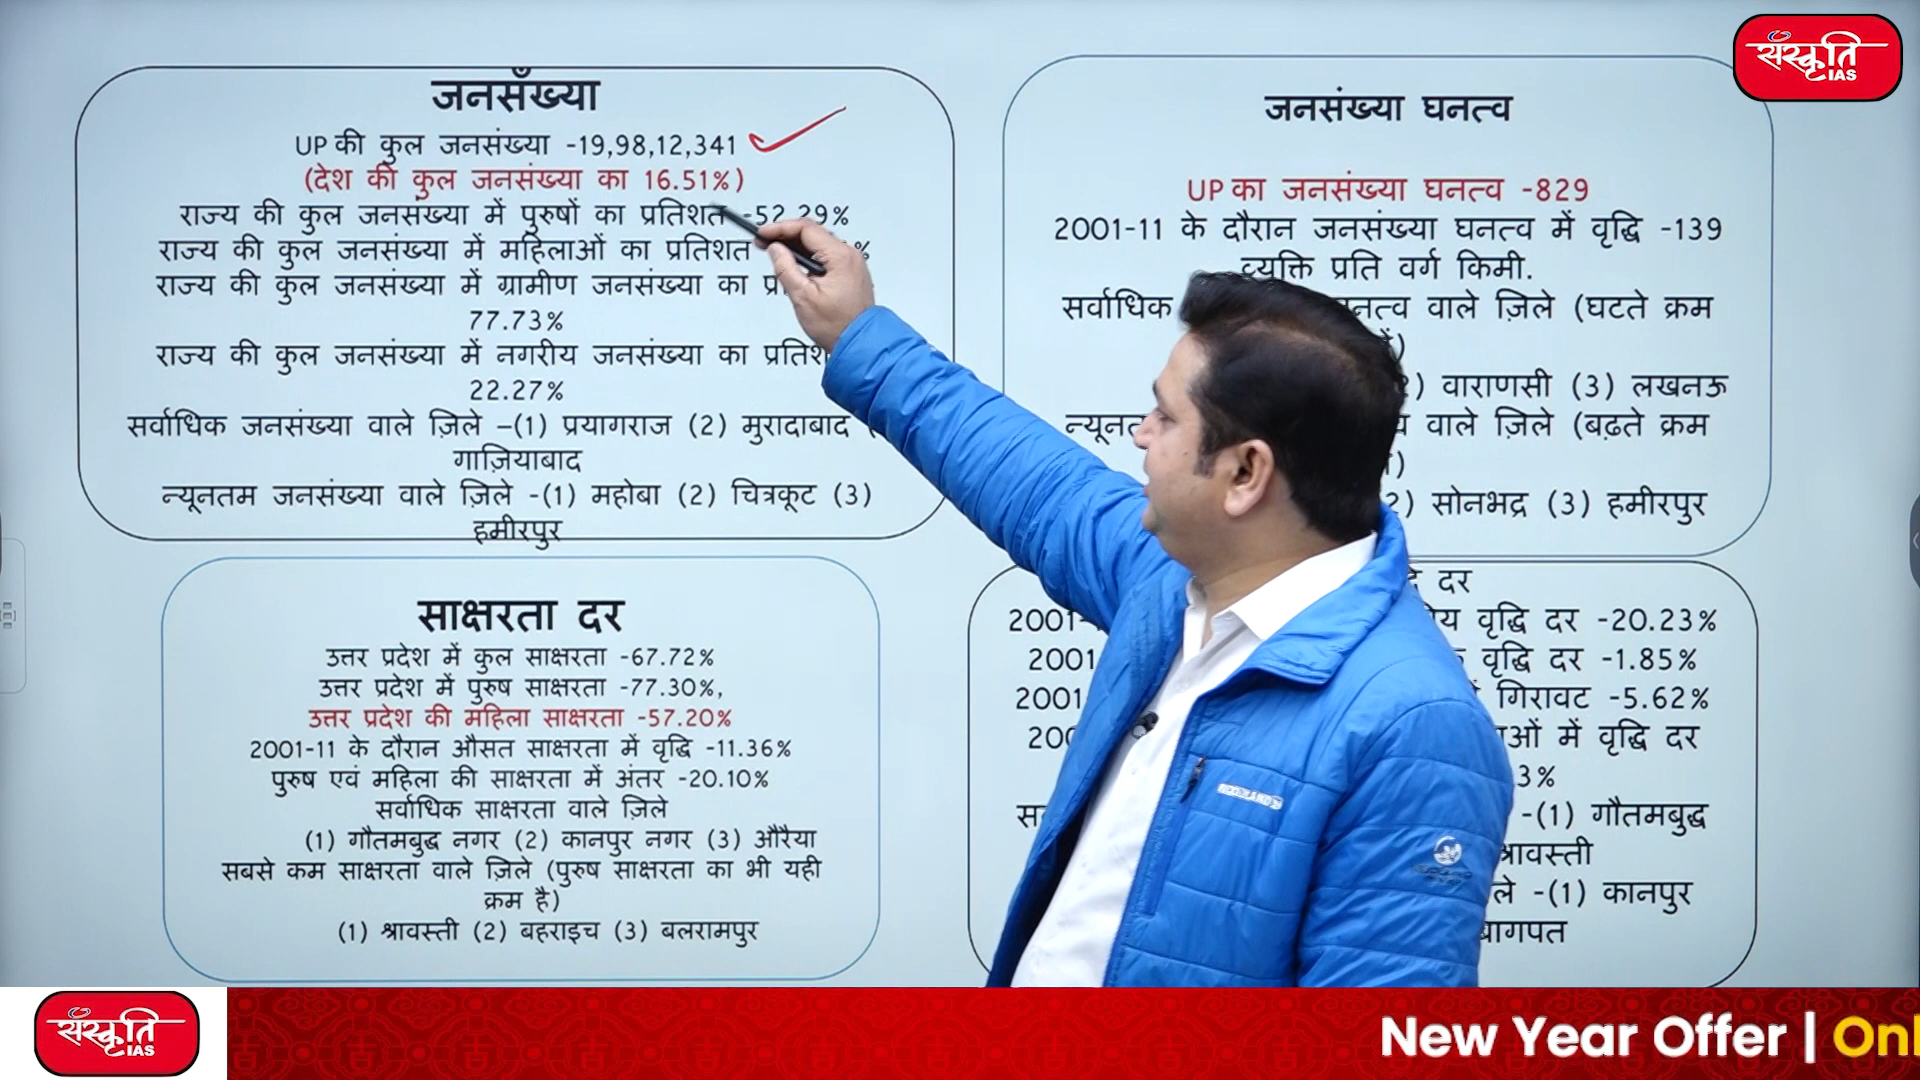 जनसँख्या
UP की कुल जनसंख्या -19,98,12,341
(देश की कुल जनसंख्या का 16.51%)
राज्य की कुल जनसंख्या में पुरुषों का प्रतिशत -52.29%
राज्य की कुल जनसंख्या में महिलाओं का प्रतिशत %
राज्य की कुल जनसंख्या में ग्रामीण जनसंख्या का
77.73%
राज्य की कुल जनसंख्या में नगरीय जनसंख्या का
22.27%
सर्वाधिक जनसंख्या वाले ज़िले –(1) प्रयागराज (2) मुरादाबाद
गाज़ियाबाद
न्यूनतम जनसंख्या वाले ज़िले -(1) महोबा (2) चित्रकूट (3)
हमीरपुर
जनसंख्या घनत्व
UP का जनसंख्या घनत्व -829
2001-11 के दौरान जनसंख्या घनत्व में वृद्धि -139
व्यक्ति प्रति वर्ग किमी.
सर्वाधिक वाले ज़िले (घटते क्रम
वाराणसी (3) लखनऊ
वाले ज़िले (बढ़ते क्रम
सोनभद्र (3) हमीरपुर
साक्षरता दर
उत्तर प्रदेश में कुल साक्षरता -67.72%
उत्तर प्रदेश में पुरुष साक्षरता -77.30%,
उत्तर प्रदेश की महिला साक्षरता -57.20%
2001-11 के दौरान औसत साक्षरता में वृद्धि -11.36%
पुरुष एवं महिला की साक्षरता में अंतर -20.10%
सर्वाधिक साक्षरता वाले ज़िले
(1) गौतमबुद्ध नगर (2) कानपुर नगर (3) औरैया
सबसे कम साक्षरता वाले ज़िले (पुरुष साक्षरता का भी यही
क्रम है)
(1) श्रावस्ती (2) बहराइच (3) बलरामपुर
दर
वृद्धि दर -20.23%
वृद्धि दर -1.85%
गिरावट -5.62%
में वृद्धि दर
-(1) गौतमबुद्ध
श्रावस्ती
-(1) कानपुर
बागपत
संस्कृति
IAS
संस्कृति
IAS
New Year Offer |